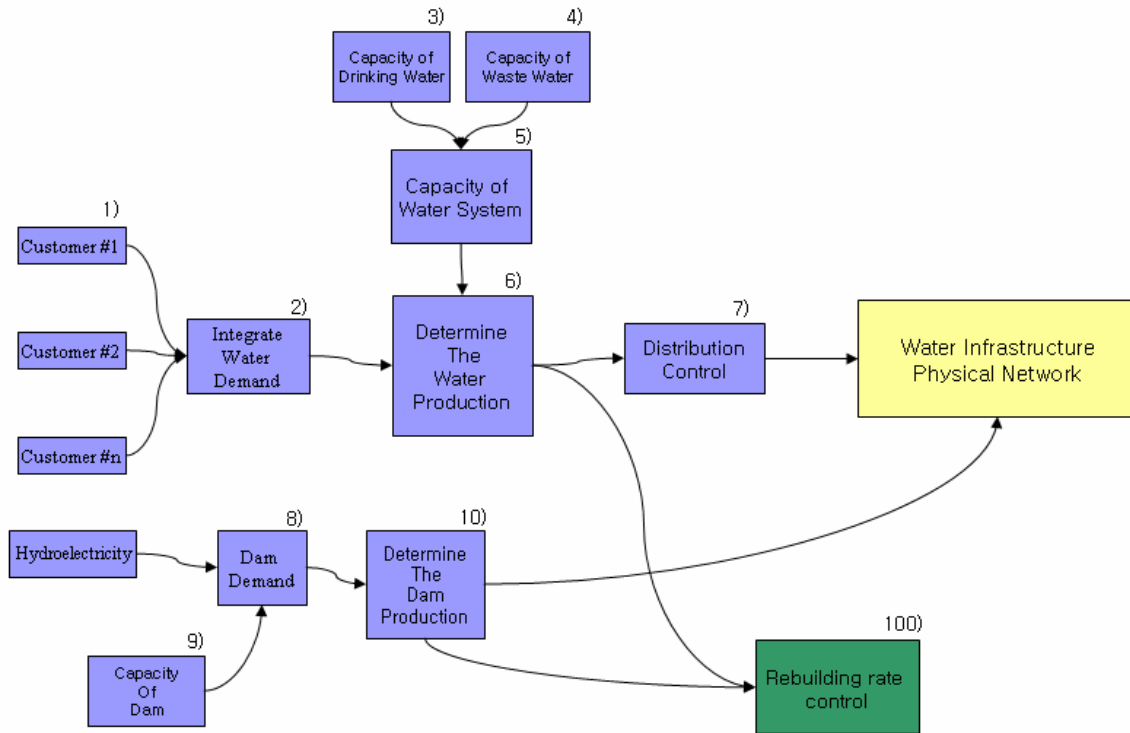 3)
4)
Capacity of
Drinking Water
Capacity of
Waste Water
5)
Capacity of
Water System
1)
Customer #1
Customer #2
Customer #n
2)
Integrate
Water
Demand
6)
Determine
The
Water
Production
7)
Distribution
Control
Water Infrastructure
Physical Network
Hydroelectricity
8)
Dam
Demand
10)
Determine
The
Dam
Production
9)
Capacity
Of
Dam
100)
Rebuilding rate
control